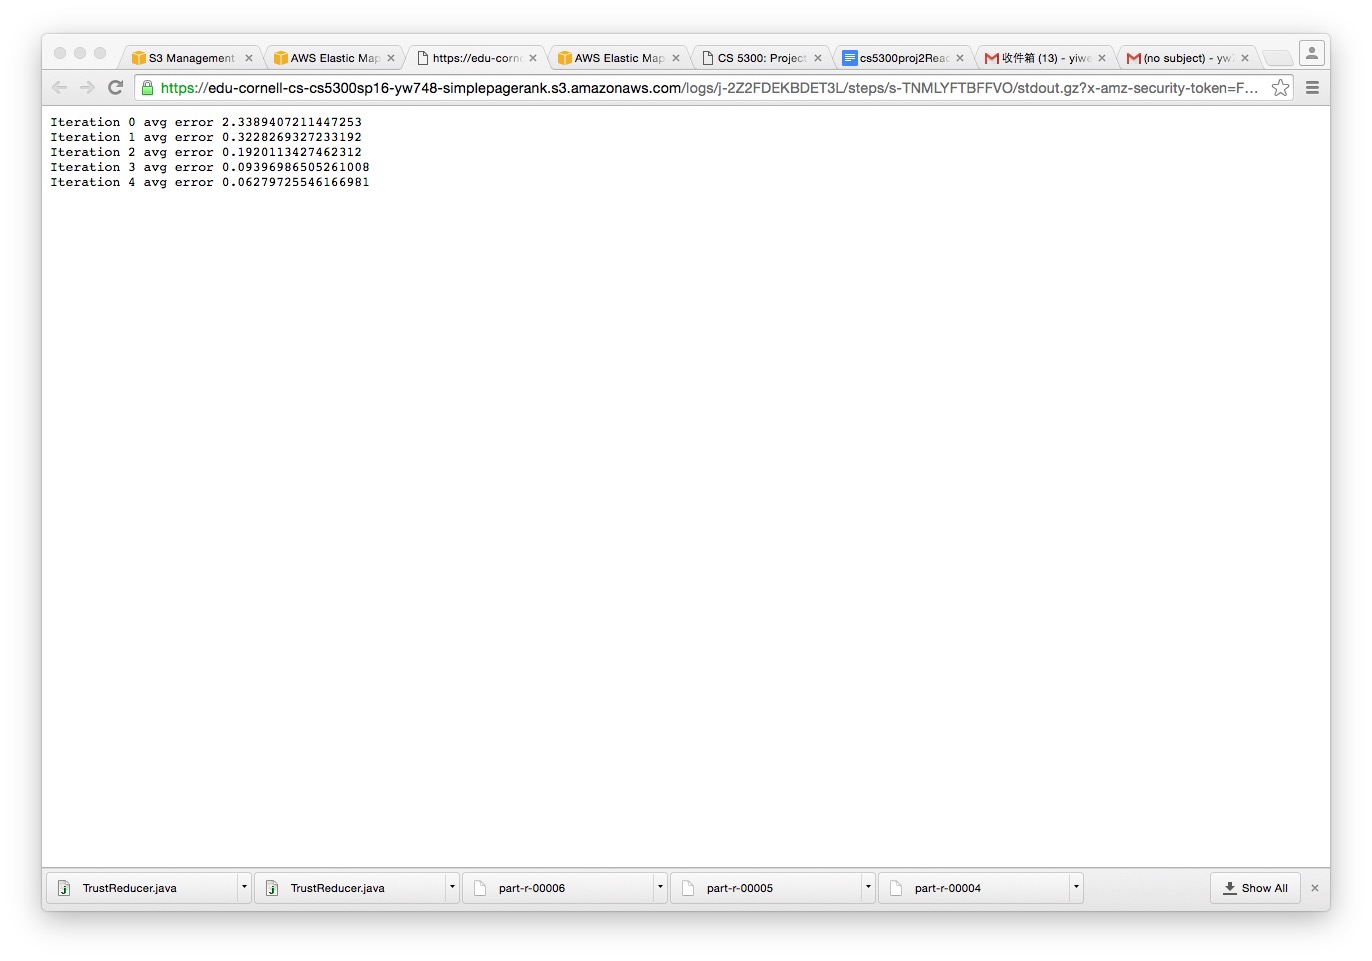 S3 Management
AWS Elastic Map
https://edu-corne
AWS Elastic Map
CS 5300: Project
cs5300proj2Read
收件箱 (13) - yiwe
(no subject) - yw7
https://edu-cornell-cs-cs5300sp16-yw748-simplepagerank.s3.amazonaws.com/logs/j-2Z2FDEKBDET3L/steps/s-TNMLYFTBFFVO/stdout.gz?x-amz-security-token=F...
Iteration 0 avg error 2.3389407211447253
Iteration 1 avg error 0.3228269327233192
Iteration 2 avg error 0.1920113427462312
Iteration 3 avg error 0.09396986505261008
Iteration 4 avg error 0.06279725546166981
TrustReducer.java
TrustReducer.java
part-r-00006
part-r-00005
part-r-00004
Show All